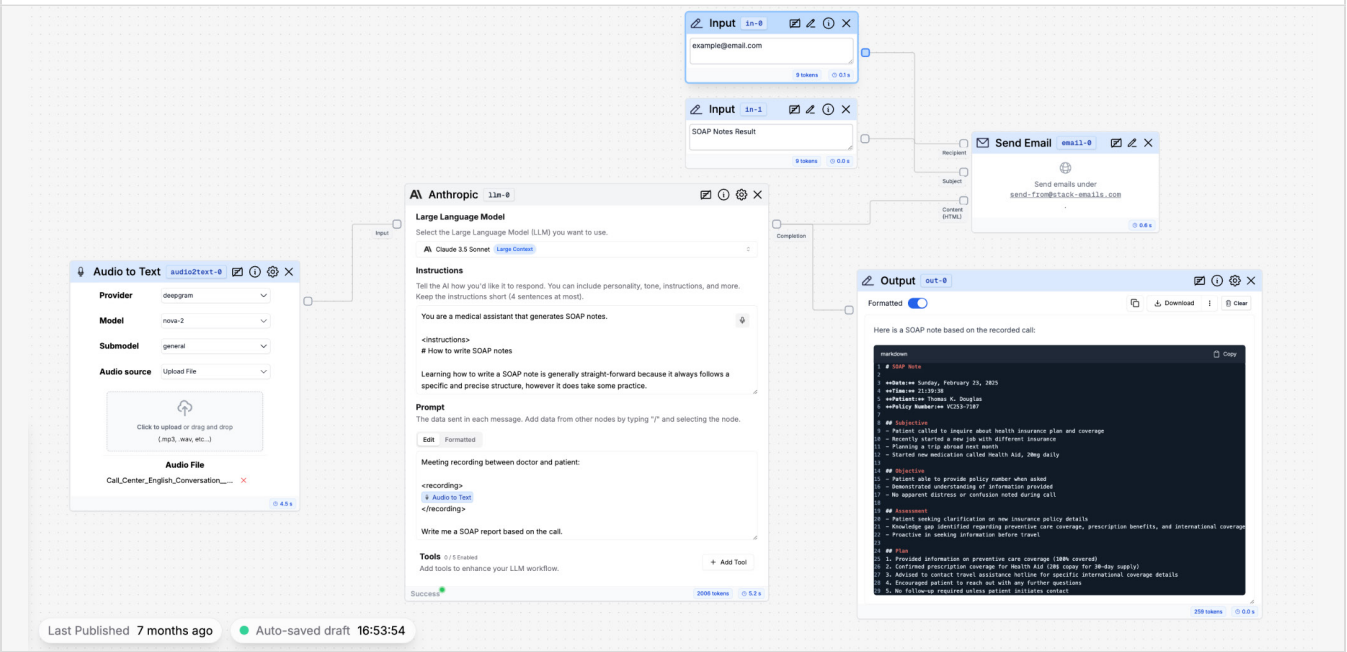 Input in-0
example@email.com
9 tokens 0.1 s
Input in-1
SOAP Notes Result
9 tokens 0.0 s
Recipient
Subject
Content
(HTML)
Send Email email-0
Send emails under
send-from@stack-emails.com
.
0.6 s
Audio to Text audio2text-0
Provider deepgram
Model nova-2
Submodel general
Audio source Upload File
Click to upload or drag and drop
(.mp3, .wav, etc...)
Audio File
Call_Center_English_Conversation__...
4.5 s
Input
Anthropic llm-0
Large Language Model
Select the Large Language Model (LLM) you want to use.
Claude 3.5 Sonnet Large Context
Instructions
Tell the AI how you'd like it to respond. You can include personality, tone, instructions, and more.
Keep the instructions short (4 sentences at most).
You are a medical assistant that generates SOAP notes.
<instructions>
# How to write SOAP notes
Learning how to write a SOAP note is generally straight-forward because it always follows a
specific and precise structure, however it does take some practice.
Prompt
The data sent in each message. Add data from other nodes by typing "/" and selecting the node.
Edit Formatted
Meeting recording between doctor and patient:
<recording>
Audio to Text
</recording>
Write me a SOAP report based on the call.
Tools 0 / 5 Enabled
Add tools to enhance your LLM workflow.
+ Add Tool
Success
2006 tokens 5.2 s
Completion
Output out-0
Formatted
Download
Clear
Here is a SOAP note based on the recorded call:
markdown Copy
1 # SOAP Note
2
3 **Date:** Sunday, February 23, 2025
4 **Time:** 21:39:38
5 **Patient:** Thomas K. Douglas
6 **Policy Number:** VC253-7107
7
8 ## Subjective
9 - Patient called to inquire about health insurance plan and coverage
10 - Recently started a new job with different insurance
11 - Planning a trip abroad next month
12 - Started new medication called Health Aid, 20mg daily
13
14 ## Objective
15 - Patient able to provide policy number when asked
16 - Demonstrated understanding of information provided
17 - No apparent distress or confusion noted during call
18
19 ## Assessment
20 - Patient seeking clarification on new insurance policy details
21 - Knowledge gap identified regarding preventive care coverage, prescription benefits, and international coverage
22 - Proactive in seeking information before travel
23
24 ## Plan
25 1. Provided information on preventive care coverage (100% covered)
26 2. Confirmed prescription coverage for Health Aid (20$ copay for 30-day supply)
27 3. Advised to contact travel assistance hotline for specific international coverage details
28 4. Encouraged patient to reach out with any further questions
29 5. No follow-up required unless patient initiates contact
259 tokens 0.0 s
Last Published 7 months ago
Auto-saved draft 16:53:54